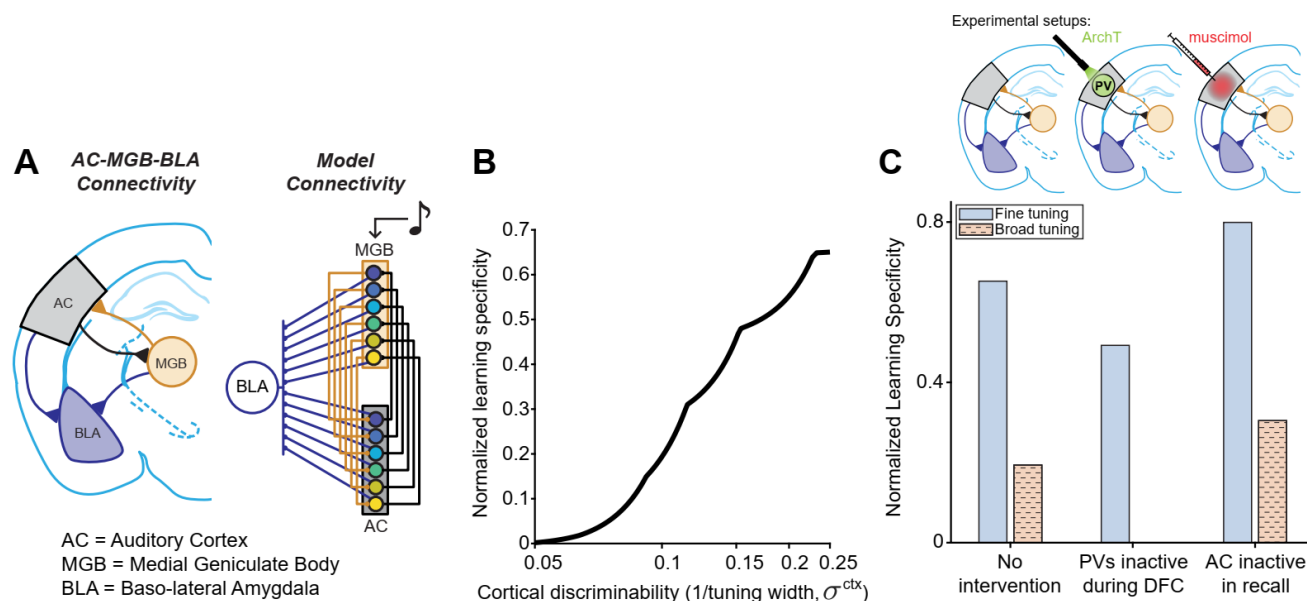 A
AC-MGB-BLA
Connectivity
Model
Connectivity
AC
MGB
BLA
MGB
BLA
AC
AC = Auditory Cortex
MGB = Medial Geniculate Body
BLA = Baso-lateral Amygdala
B
Normalized learning specificity
0.7
0.6
0.5
0.4
0.3
0.2
0.1
0
0.05
0.1
0.15
0.2
0.25
Cortical discriminability (1/tuning width, σctx)
Experimental setups:
ArchT
muscimol
PV
C
Normalized Learning Specificity
0.8
0.4
0
Fine tuning
Broad tuning
No
intervention
PVs inactive
during DFC
AC inactive
in recall